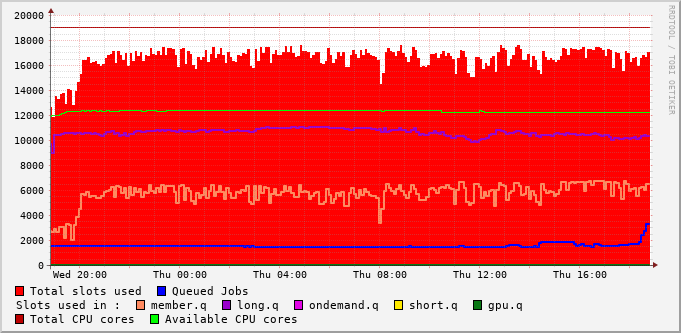 20000
18000
16000
14000
12000
10000
8000
6000
4000
2000
0
Wed 20:00 Thu 00:00 Thu 04:00 Thu 08:00 Thu 12:00 Thu 16:00
RRDTOOL / TOBI OETIKER
Total slots used Queued Jobs
Slots used in : member.q long.q ondemand.q short.q gpu.q
Total CPU cores Available CPU cores